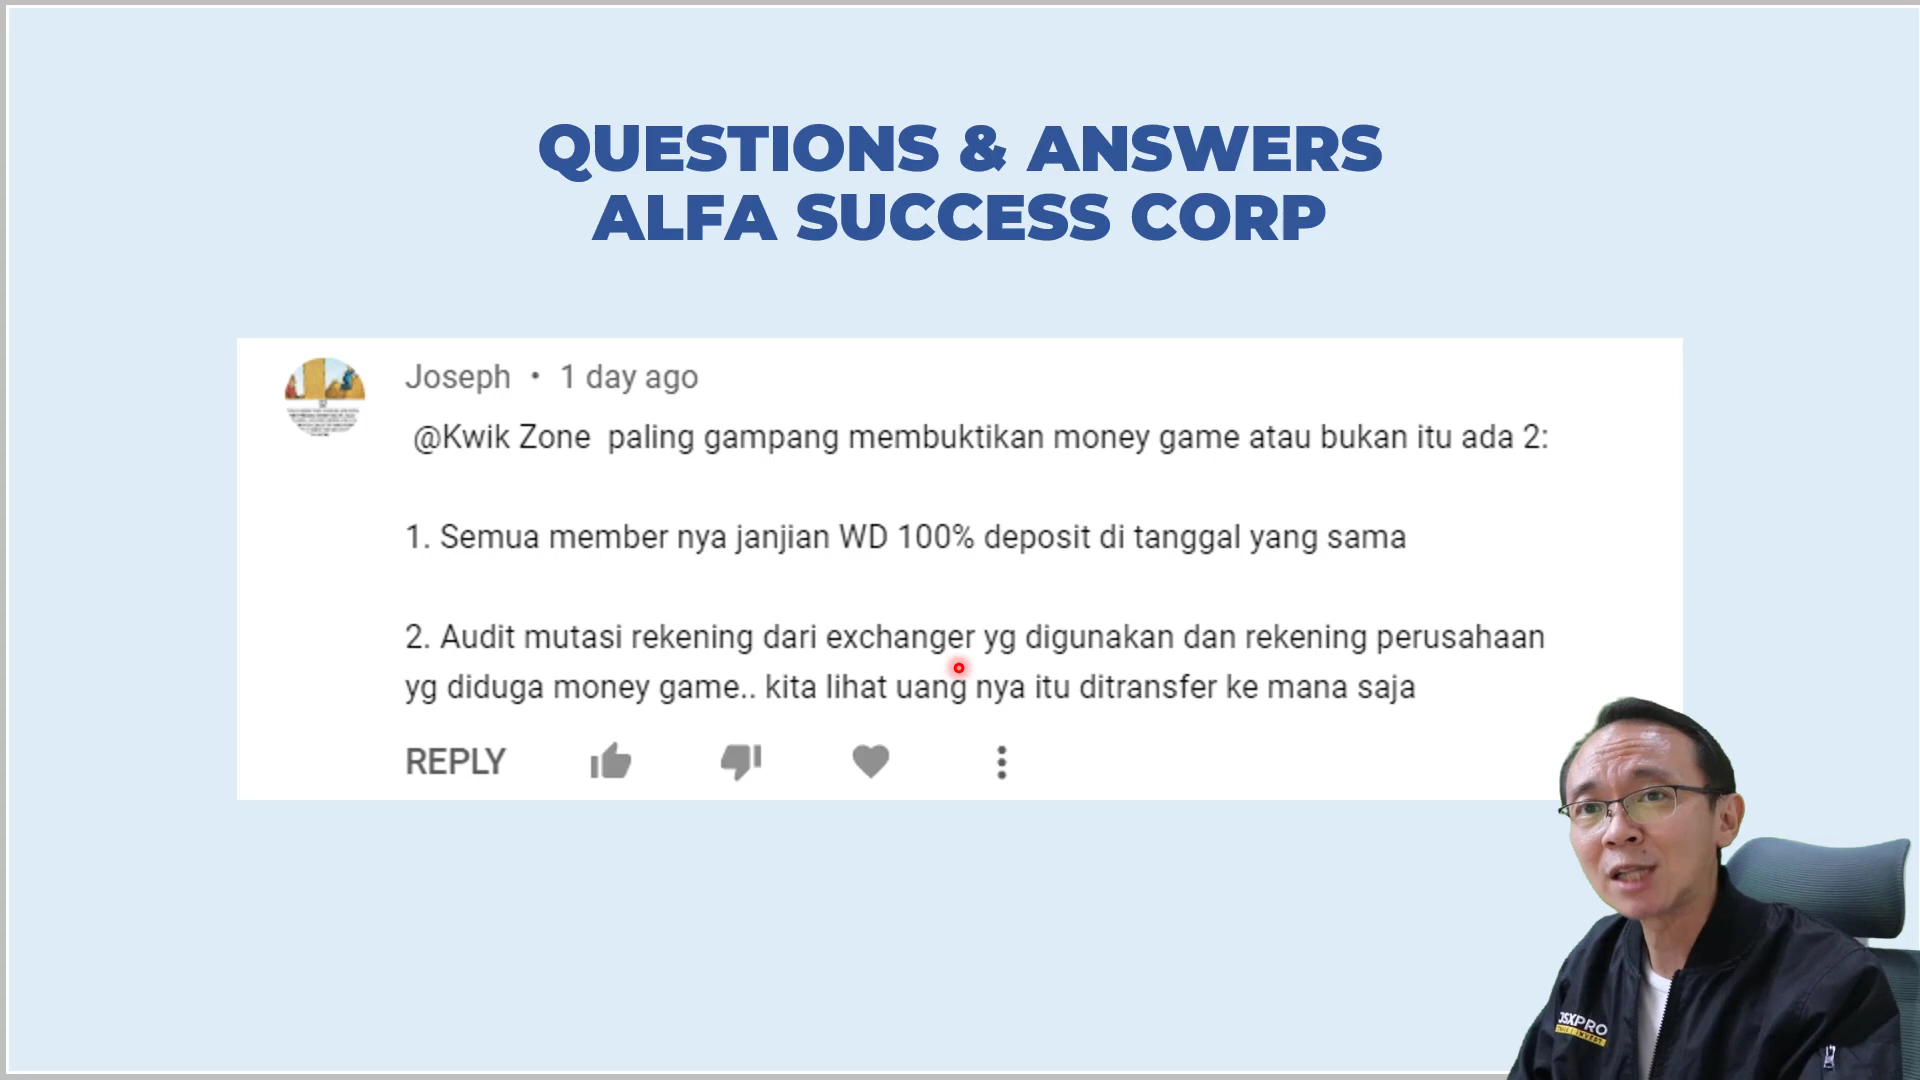 QUESTIONS & ANSWERS
ALFA SUCCESS CORP
Joseph • 1 day ago
@Kwik Zone paling gampang membuktikan money game atau bukan itu ada 2:
1. Semua member nya janjian WD 100% deposit di tanggal yang sama
2. Audit mutasi rekening dari exchanger yg digunakan dan rekening perusahaan
yg diduga money game.. kita lihat uang nya itu ditransfer ke mana saja
REPLY